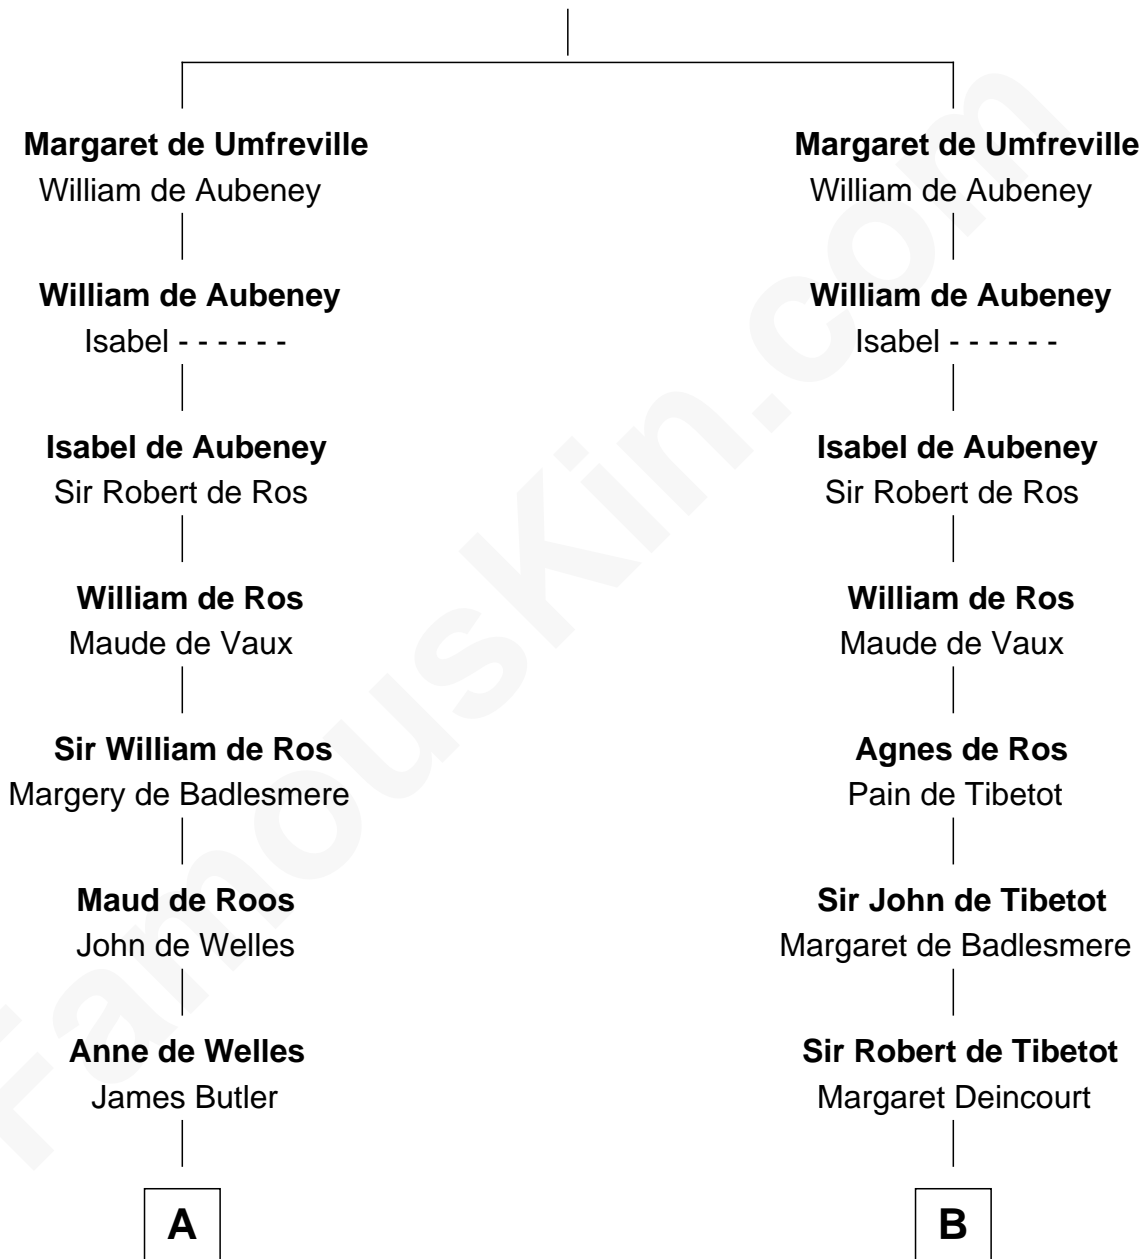 Margaret de Umfreville
William de Aubeney
William de Aubeney
Isabel - - - - - -
Isabel de Aubeney
Sir Robert de Ros
William de Ros
Maude de Vaux
Sir William de Ros
Margery de Badlesmere
Maud de Roos
John de Welles
Anne de Welles
James Butler
A
Margaret de Umfreville
William de Aubeney
William de Aubeney
Isabel - - - - - -
Isabel de Aubeney
Sir Robert de Ros
William de Ros
Maude de Vaux
Agnes de Ros
Pain de Tibetot
Sir John de Tibetot
Margaret de Badlesmere
Sir Robert de Tibetot
Margaret Deincourt
B
FamousKin.com